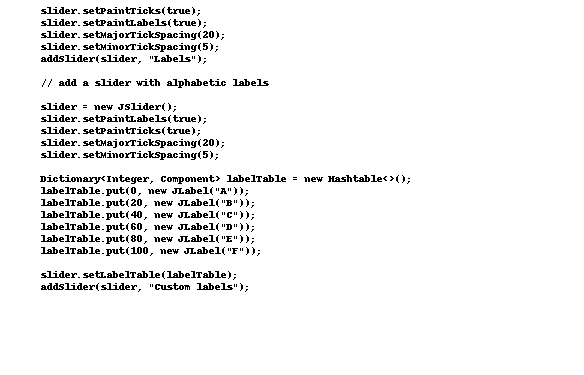 slider.setPaintTicks(true);
slider.setPaintLabels(true);
slider.setMajorTickSpacing(20);
slider.setMinorTickSpacing(5);
addSlider(slider, "Labels");

// add a slider with alphabetic labels

slider = new JSlider();
slider.setPaintLabels(true);
slider.setPaintTicks(true);
slider.setMajorTickSpacing(20);
slider.setMinorTickSpacing(5);

Dictionary<Integer, Component> labelTable = new Hashtable<>();
labelTable.put(0, new JLabel("A"));
labelTable.put(20, new JLabel("B"));
labelTable.put(40, new JLabel("C"));
labelTable.put(60, new JLabel("D"));
labelTable.put(80, new JLabel("E"));
labelTable.put(100, new JLabel("F"));

slider.setLabelTable(labelTable);
addSlider(slider, "Custom labels");